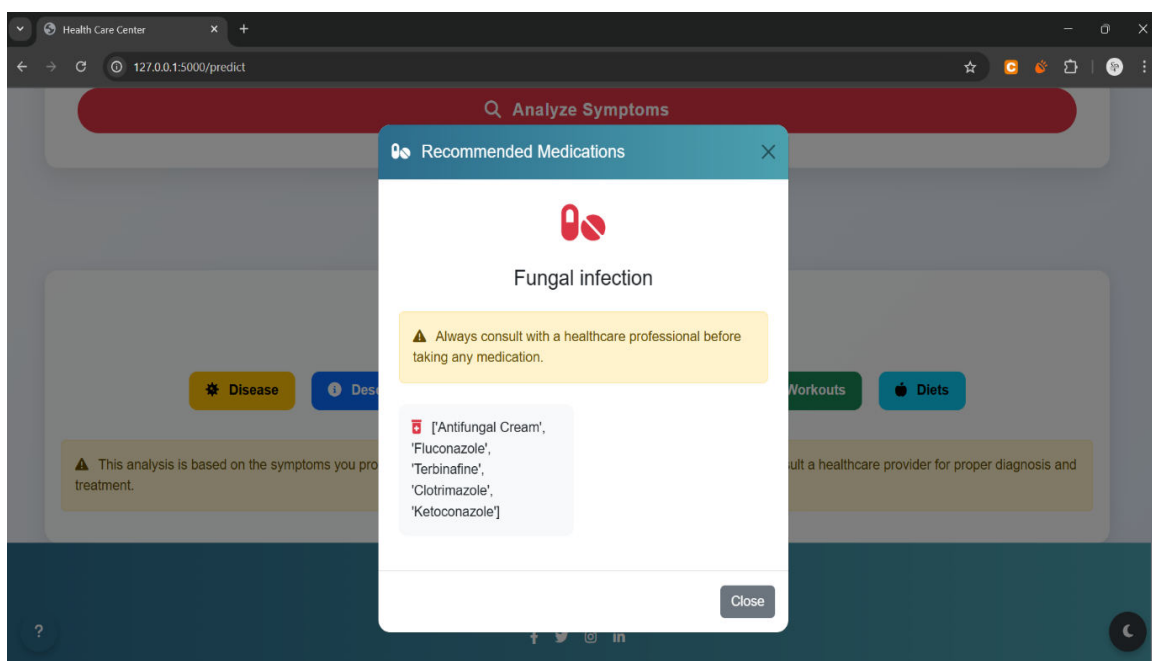 Health Care Center
127.0.0.1:5000/predict
Analyze Symptoms
Recommended Medications
Fungal infection
Always consult with a healthcare professional before
taking any medication.
Disease
Workouts
Diets
['Antifungal Cream',
'Fluconazole',
'Terbinafine',
'Clotrimazole',
'Ketoconazole']
This analysis is based on the symptoms you
a healthcare provider for proper diagnosis and
treatment.
Close
?